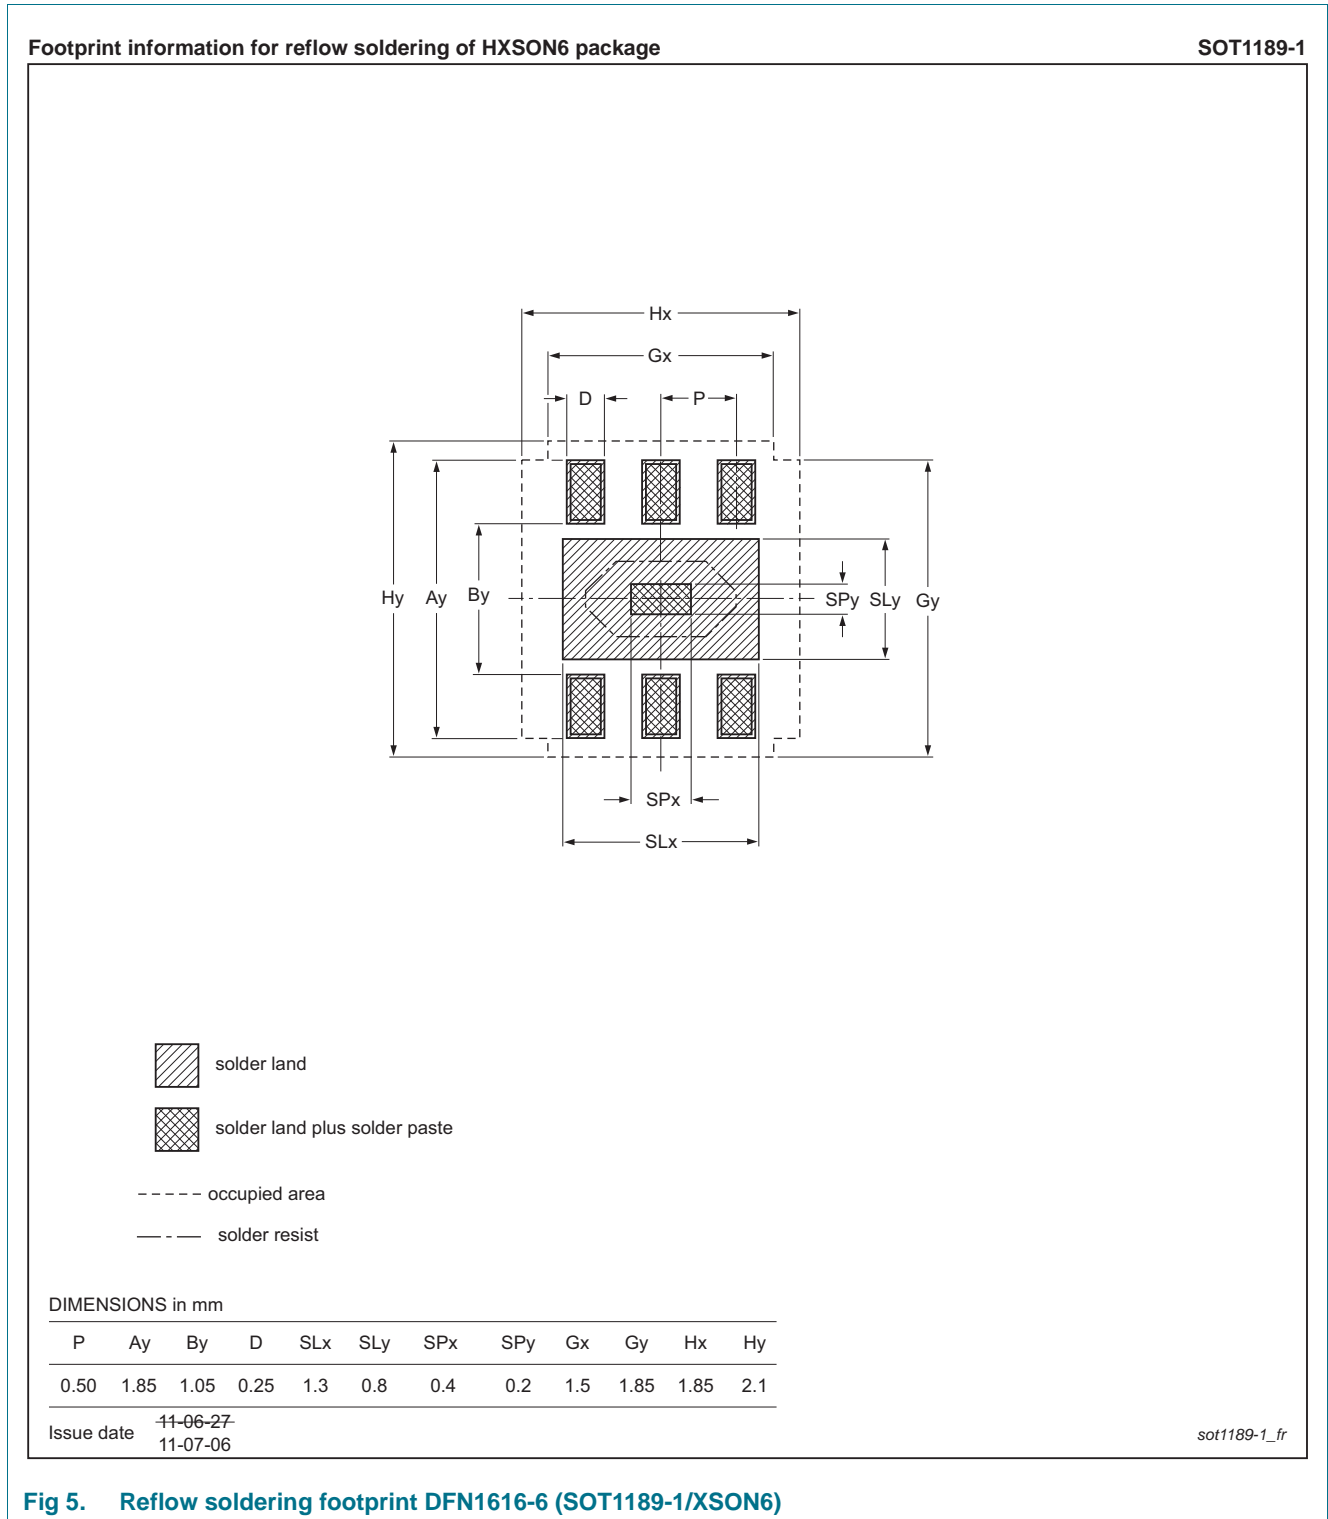 Footprint information for reflow soldering of HXSON6 package SOT1189-1
Hx
Gx
D P
Hy Ay By SPy SLy Gy
SPx
SLx
solder land
solder land plus solder paste
occupied area
solder resist
DIMENSIONS in mm
P Ay By D SLx SLy SPx SPy Gx Gy Hx Hy
0.50 1.85 1.05 0.25 1.3 0.8 0.4 0.2 1.5 1.85 1.85 2.1
Issue date 11-06-27
11-07-06
sot1189-1_fr
Fig 5. Reflow soldering footprint DFN1616-6 (SOT1189-1/XSON6)